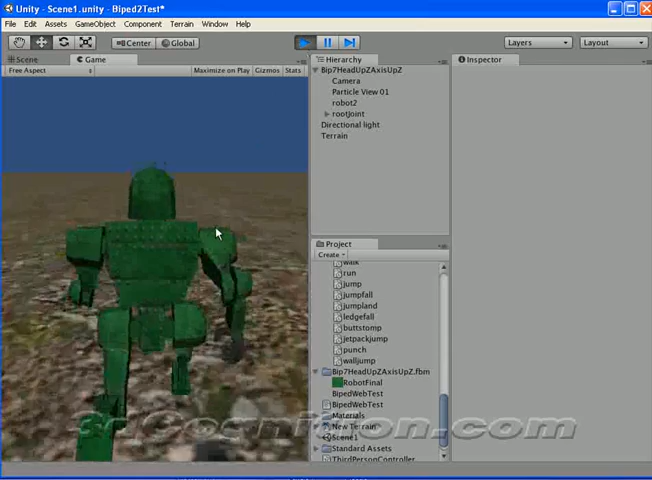 Unity - Scene1.unity - Biped2Test*
File Edit Assets GameObject Component Terrain Window Help
Center Global Layers Layout
Scene Game Hierarchy Inspector
Free Aspect Maximize on Play Gizmos Stats
Bip7HeadUpZAxisUpZ
Camera
Particle View 01
robot2
rootJoint
Directional light
Terrain
Project
Create
walk
run
jump
jumpfall
jumpland
ledgefall
buttstomp
jetpackjump
punch
walljump
Bip7HeadUpZAxisUpZ.fbm
RobotFinal
BipedWebTest
BipedWebTest
Materials
New Terrain
Scene1
Standard Assets
ThirdPersonController
3dCognition.com